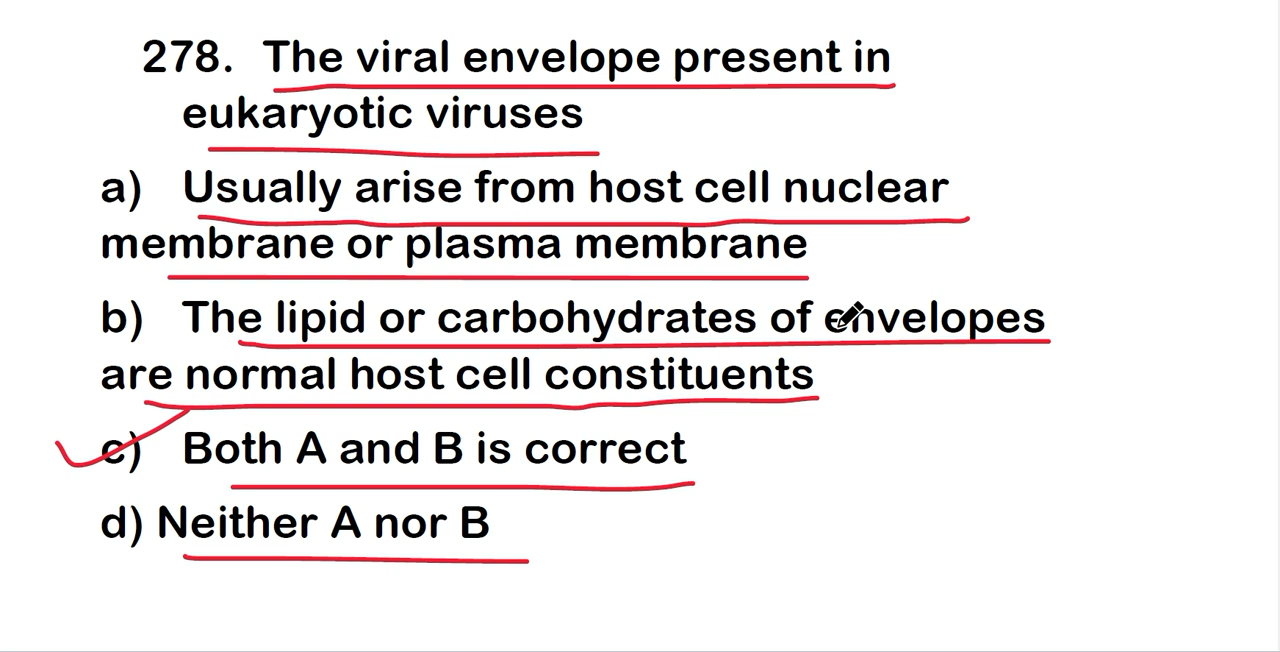 278. The viral envelope present in
eukaryotic viruses
a) Usually arise from host cell nuclear
membrane or plasma membrane
b) The lipid or carbohydrates of envelopes
are normal host cell constituents
c) Both A and B is correct
d) Neither A nor B